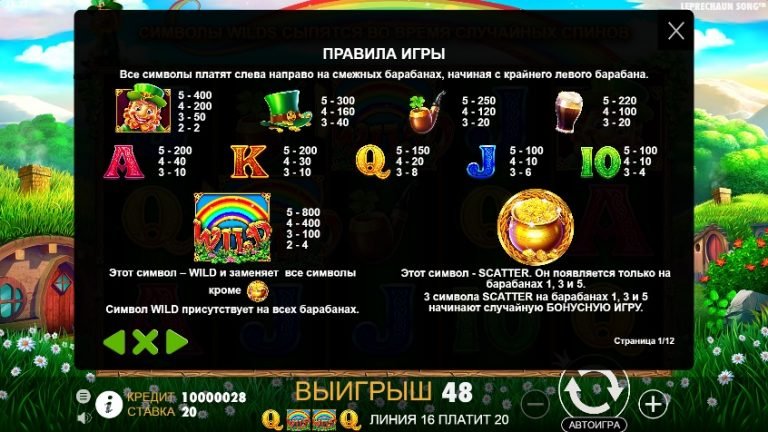 LEPRECHAUN SONG™
СИМВОЛЫ WILDS СЫПЯТСЯ ВО ВРЕМЯ СЛУЧАЙНЫХ СПИНОВ
ПРАВИЛА ИГРЫ
Все символы платят слева направо на смежных барабанах, начиная с крайнего левого барабана.
5 - 400
4 - 200
3 - 50
2 - 2
5 - 300
4 - 160
3 - 40
5 - 250
4 - 120
3 - 20
5 - 220
4 - 100
3 - 20
A
5 - 200
4 - 40
3 - 10
K
5 - 200
4 - 30
3 - 10
Q
5 - 150
4 - 20
3 - 8
J
5 - 100
4 - 10
3 - 6
10
5 - 100
4 - 10
3 - 4
WILD
5 - 800
4 - 400
3 - 100
2 - 4
Этот символ – WILD и заменяет все символы
кроме
Символ WILD присутствует на всех барабанах.
Этот символ - SCATTER. Он появляется только на
барабанах 1, 3 и 5.
3 символа SCATTER на барабанах 1, 3 и 5
начинают случайную БОНУСНУЮ ИГРУ.
Страница 1/12
КРЕДИТ 10000028
СТАВКА 20
ВЫИГРЫШ 48
Q WILD WILD Q ЛИНИЯ 16 ПЛАТИТ 20
АВТОИГРА